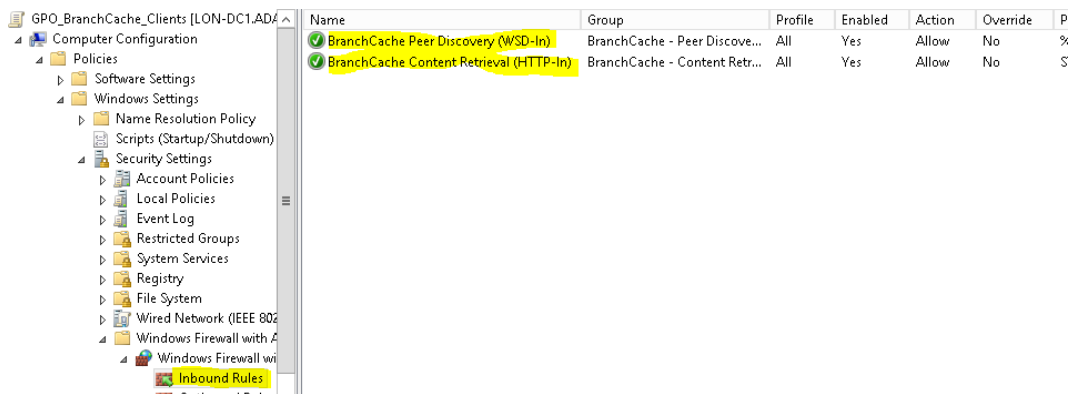 GPO_BranchCache_Clients [LON-DC1.ADA
Computer Configuration
Policies
Software Settings
Windows Settings
Name Resolution Policy
Scripts (Startup/Shutdown)
Security Settings
Account Policies
Local Policies
Event Log
Restricted Groups
System Services
Registry
File System
Wired Network (IEEE 802
Windows Firewall with A
Windows Firewall wi
Inbound Rules
Name Group Profile Enabled Action Override P
BranchCache Peer Discovery (WSD-In) BranchCache - Peer Discove... All Yes Allow No %
BranchCache Content Retrieval (HTTP-In) BranchCache - Content Retr... All Yes Allow No S